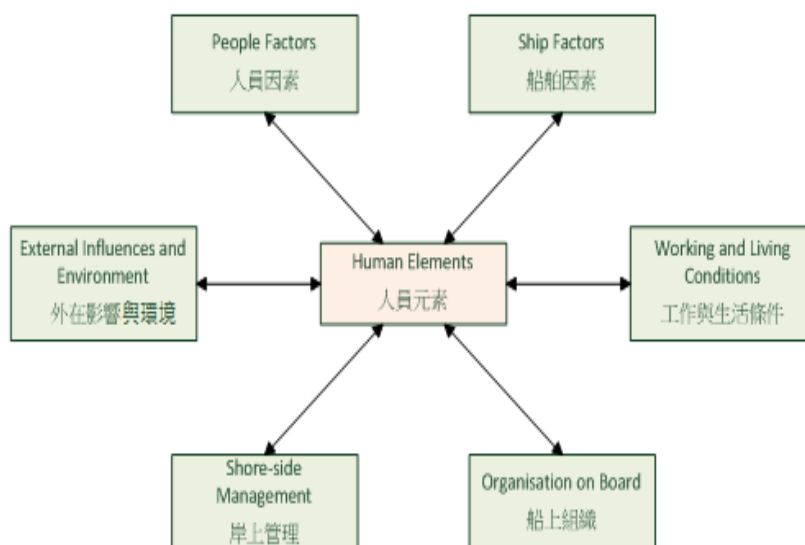 People Factors
人員因素
Ship Factors
船舶因素
External Influences and
Environment
外在影響與環境
Human Elements
人員元素
Working and Living
Conditions
工作與生活條件
Shore-side
Management
岸上管理
Organisation on Board
船上組織